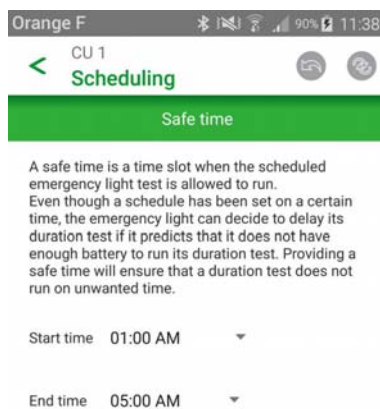 Orange F 90% 11:38
CU 1
Scheduling
Safe time
A safe time is a time slot when the scheduled
emergency light test is allowed to run.
Even though a schedule has been set on a certain
time, the emergency light can decide to delay its
duration test if it predicts that it does not have
enough battery to run its duration test. Providing a
safe time will ensure that a duration test does not
run on unwanted time.
Start time 01:00 AM
End time 05:00 AM